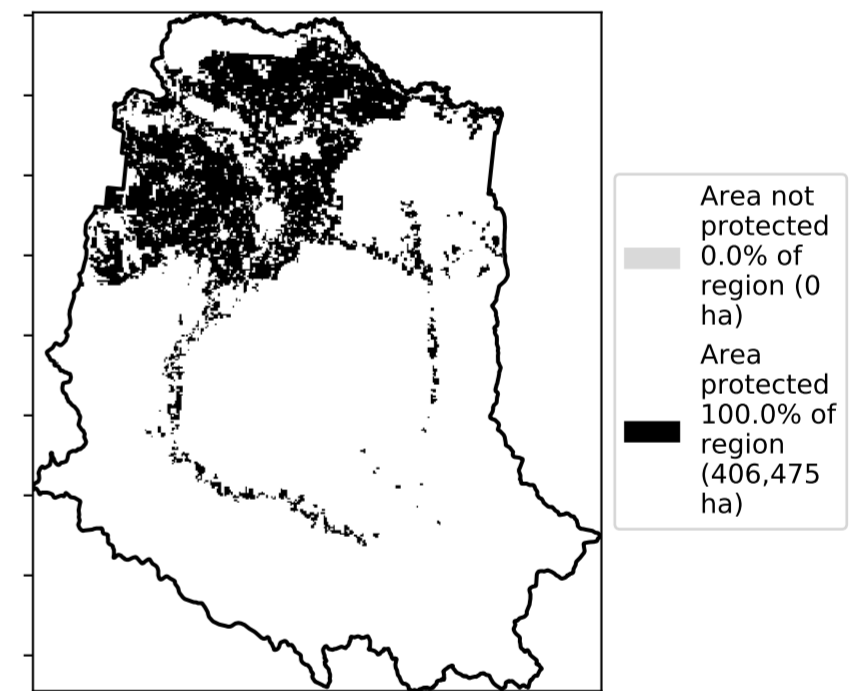 Area not
protected
0.0% of
region (0
ha)
Area
protected
100.0% of
region
(406,475
ha)